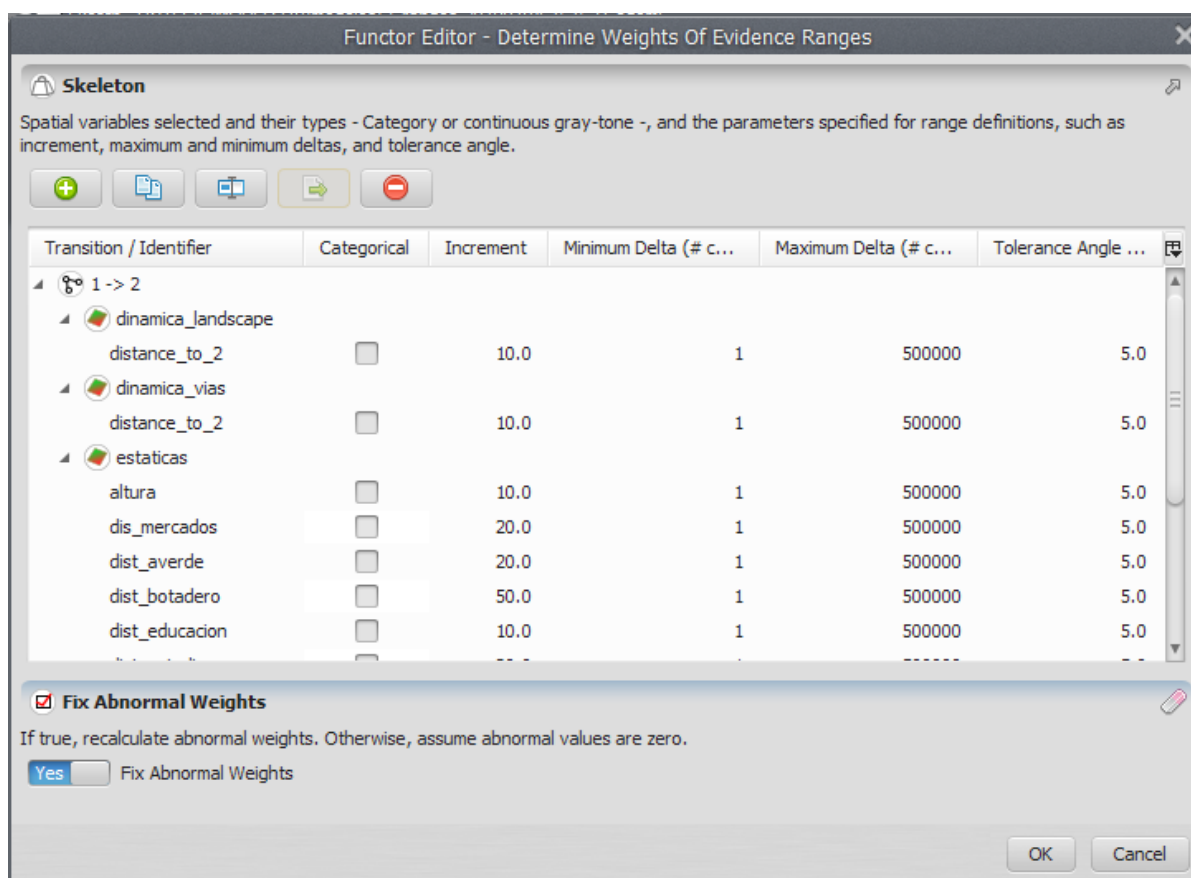 Functor Editor - Determine Weights Of Evidence Ranges
Skeleton
Spatial variables selected and their types - Category or continuous gray-tone -, and the parameters specified for range definitions, such as
increment, maximum and minimum deltas, and tolerance angle.
Transition / Identifier Categorical Increment Minimum Delta (# c... Maximum Delta (# c... Tolerance Angle ...
1 -> 2
dinamica_landscape
distance_to_2 10.0 1 500000 5.0
dinamica_vias
distance_to_2 10.0 1 500000 5.0
estaticas
altura 10.0 1 500000 5.0
dis_mercados 20.0 1 500000 5.0
dist_averde 20.0 1 500000 5.0
dist_botadero 50.0 1 500000 5.0
dist_educacion 10.0 1 500000 5.0
Fix Abnormal Weights
If true, recalculate abnormal weights. Otherwise, assume abnormal values are zero.
Yes Fix Abnormal Weights
OK Cancel